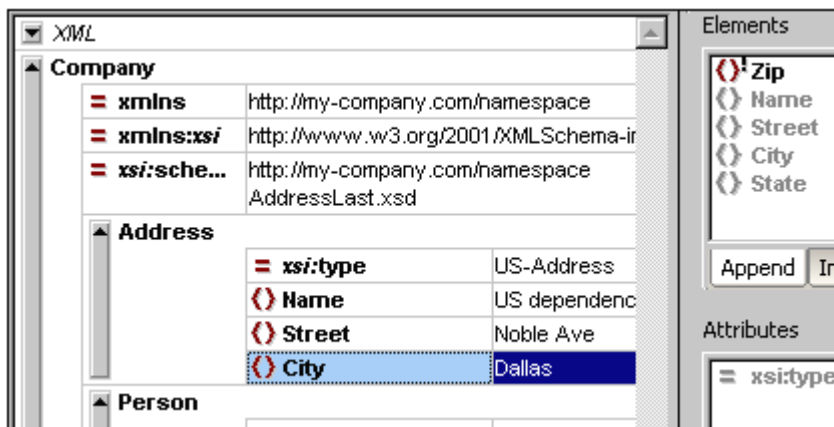 XML
Company
= xmlns http://my-company.com/namespace
= xmlns:xsi http://www.w3.org/2001/XMLSchema-in
= xsi:sche... http://my-company.com/namespace
AddressLast.xsd
Address
= xsi:type US-Address
() Name US dependenc
() Street Noble Ave
() City Dallas
Person
Elements
()! Zip
() Name
() Street
() City
() State
Append In
Attributes
= xsi:type